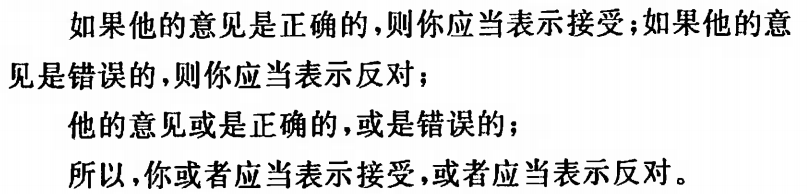 如果他的意见是正确的,则你应当表示接受;如果他的意
见是错误的,则你应当表示反对;
他的意见或是正确的,或是错误的;
所以,你或者应当表示接受,或者应当表示反对。